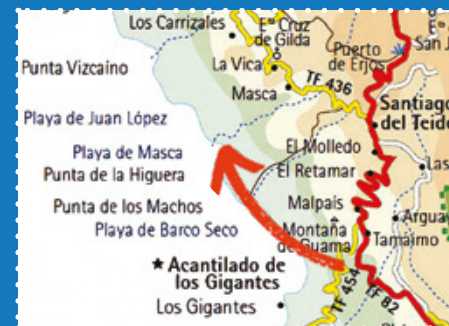 Los Carrizales
Eᵗᵃ Cruz
de Gilda
Puerto
de Erjos
San J
Punta Vizcaino
La Vica
Masca
TF 436
Santiago
del Teide
Playa de Juan López
Playa de Masca
El Molledo
Punta de la Higuera
El Retamar
Las
Punta de los Machos
Malpaís
Argua
Playa de Barco Seco
Montaña
de Guama
Tamaimo
Acantilado de
los Gigantes
TF 454
TF 82
Los Gigantes